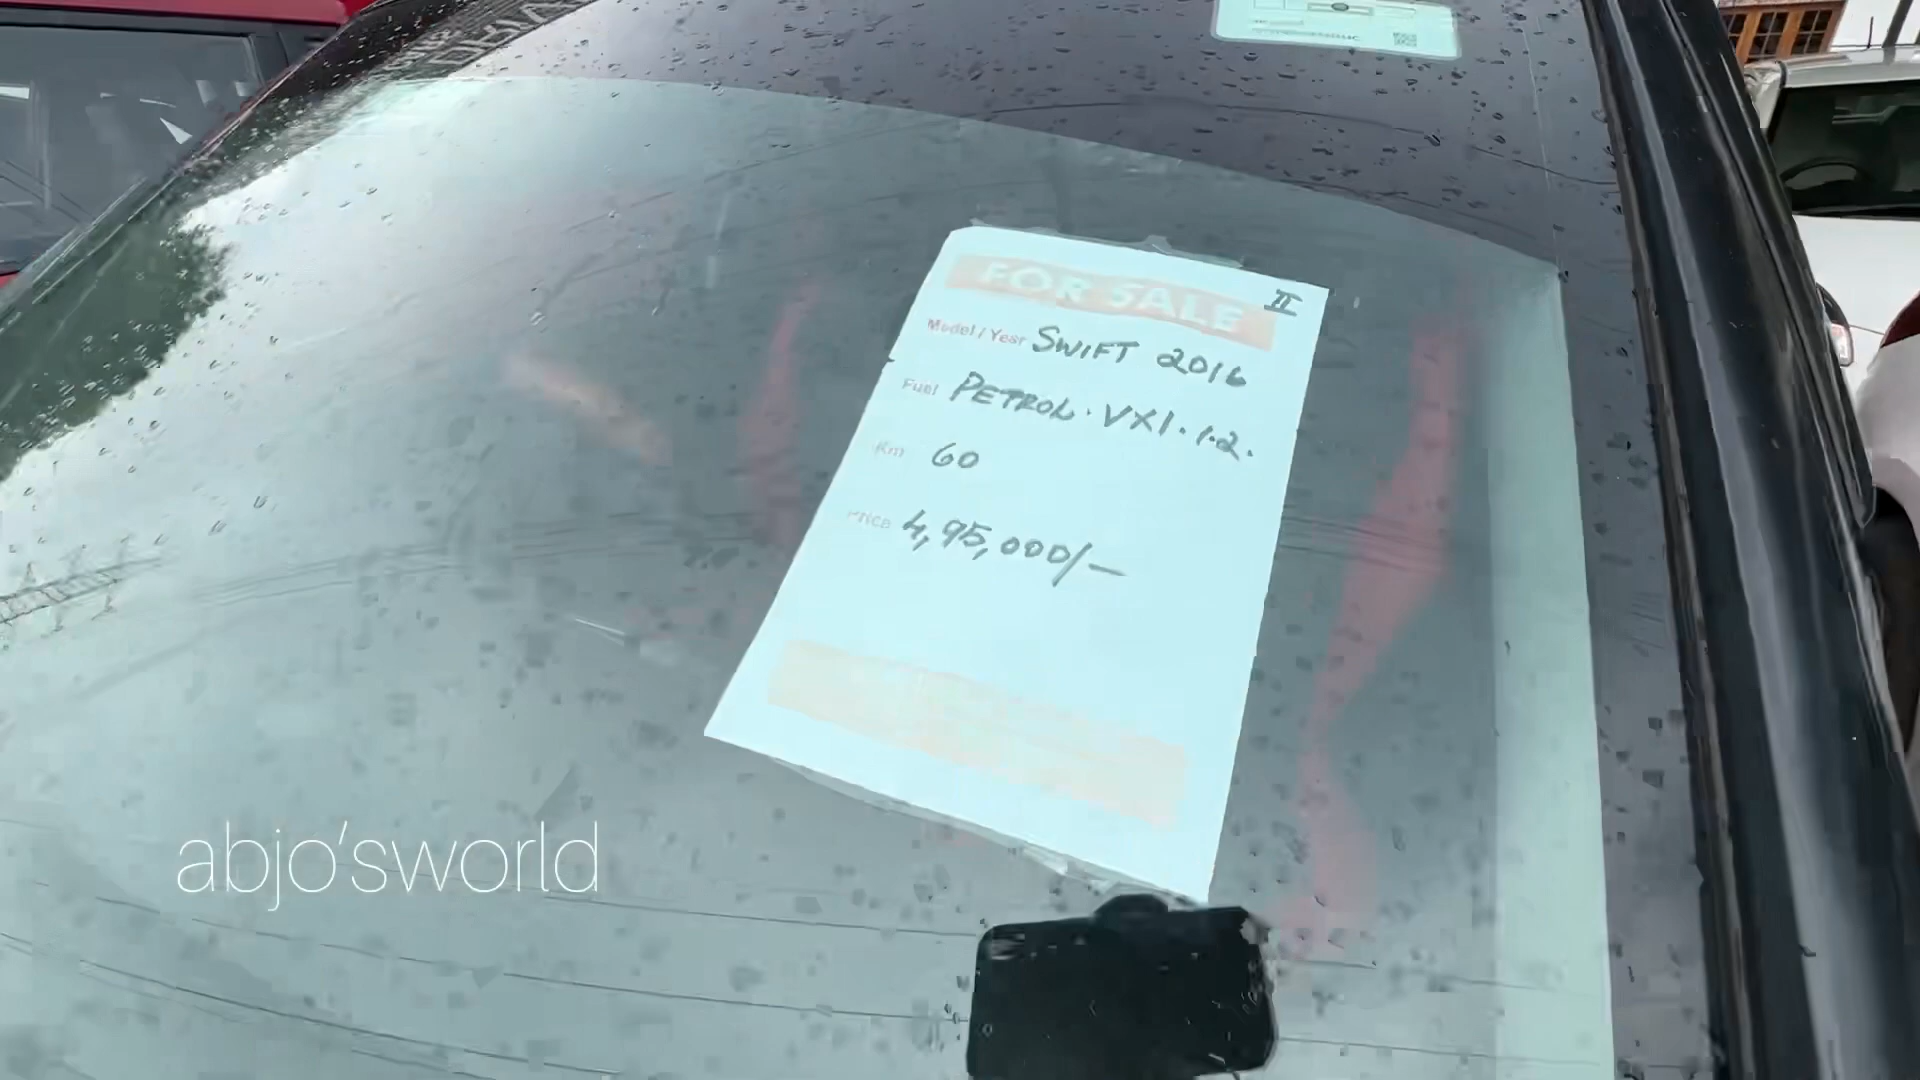 FOR SALE II
Model / Year SWIFT 2016
Fuel PETROL. VXI. 1.2.
Km 60
Price 4,95,000/-
abjo'sworld